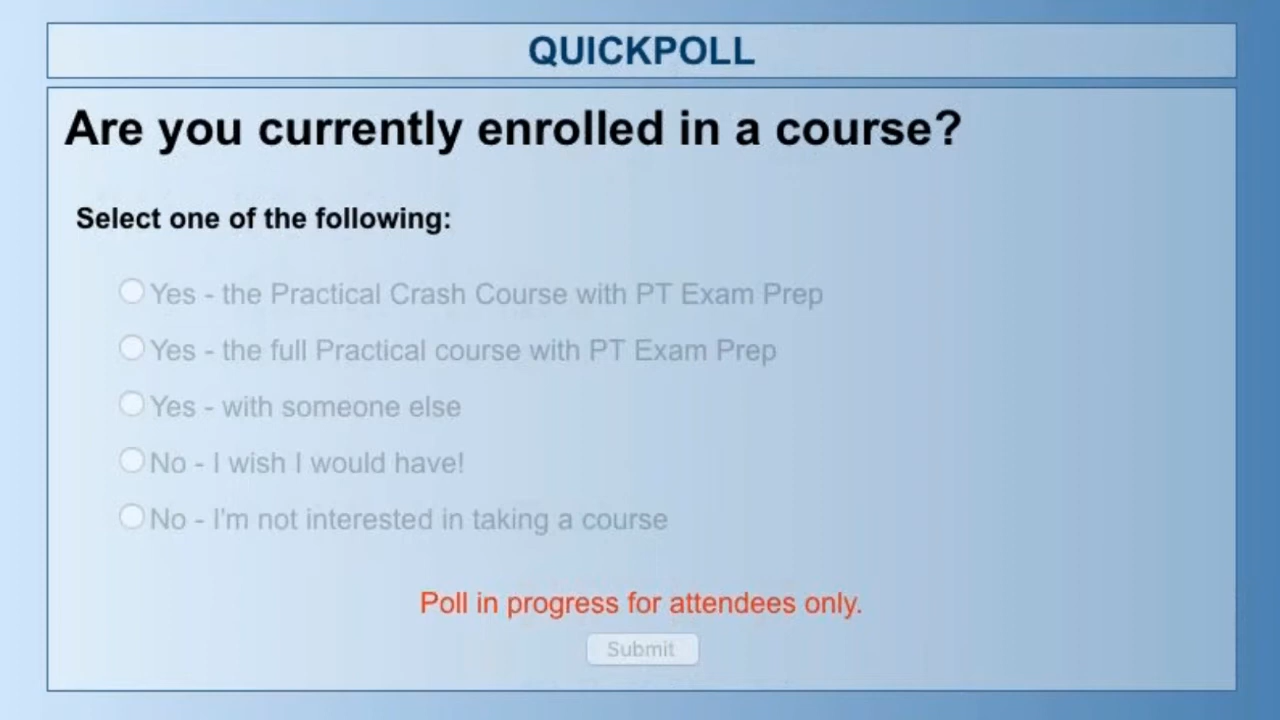 QUICKPOLL
Are you currently enrolled in a course?
Select one of the following:
Yes - the Practical Crash Course with PT Exam Prep
Yes - the full Practical course with PT Exam Prep
Yes - with someone else
No - I wish I would have!
No - I'm not interested in taking a course
Poll in progress for attendees only.
Submit